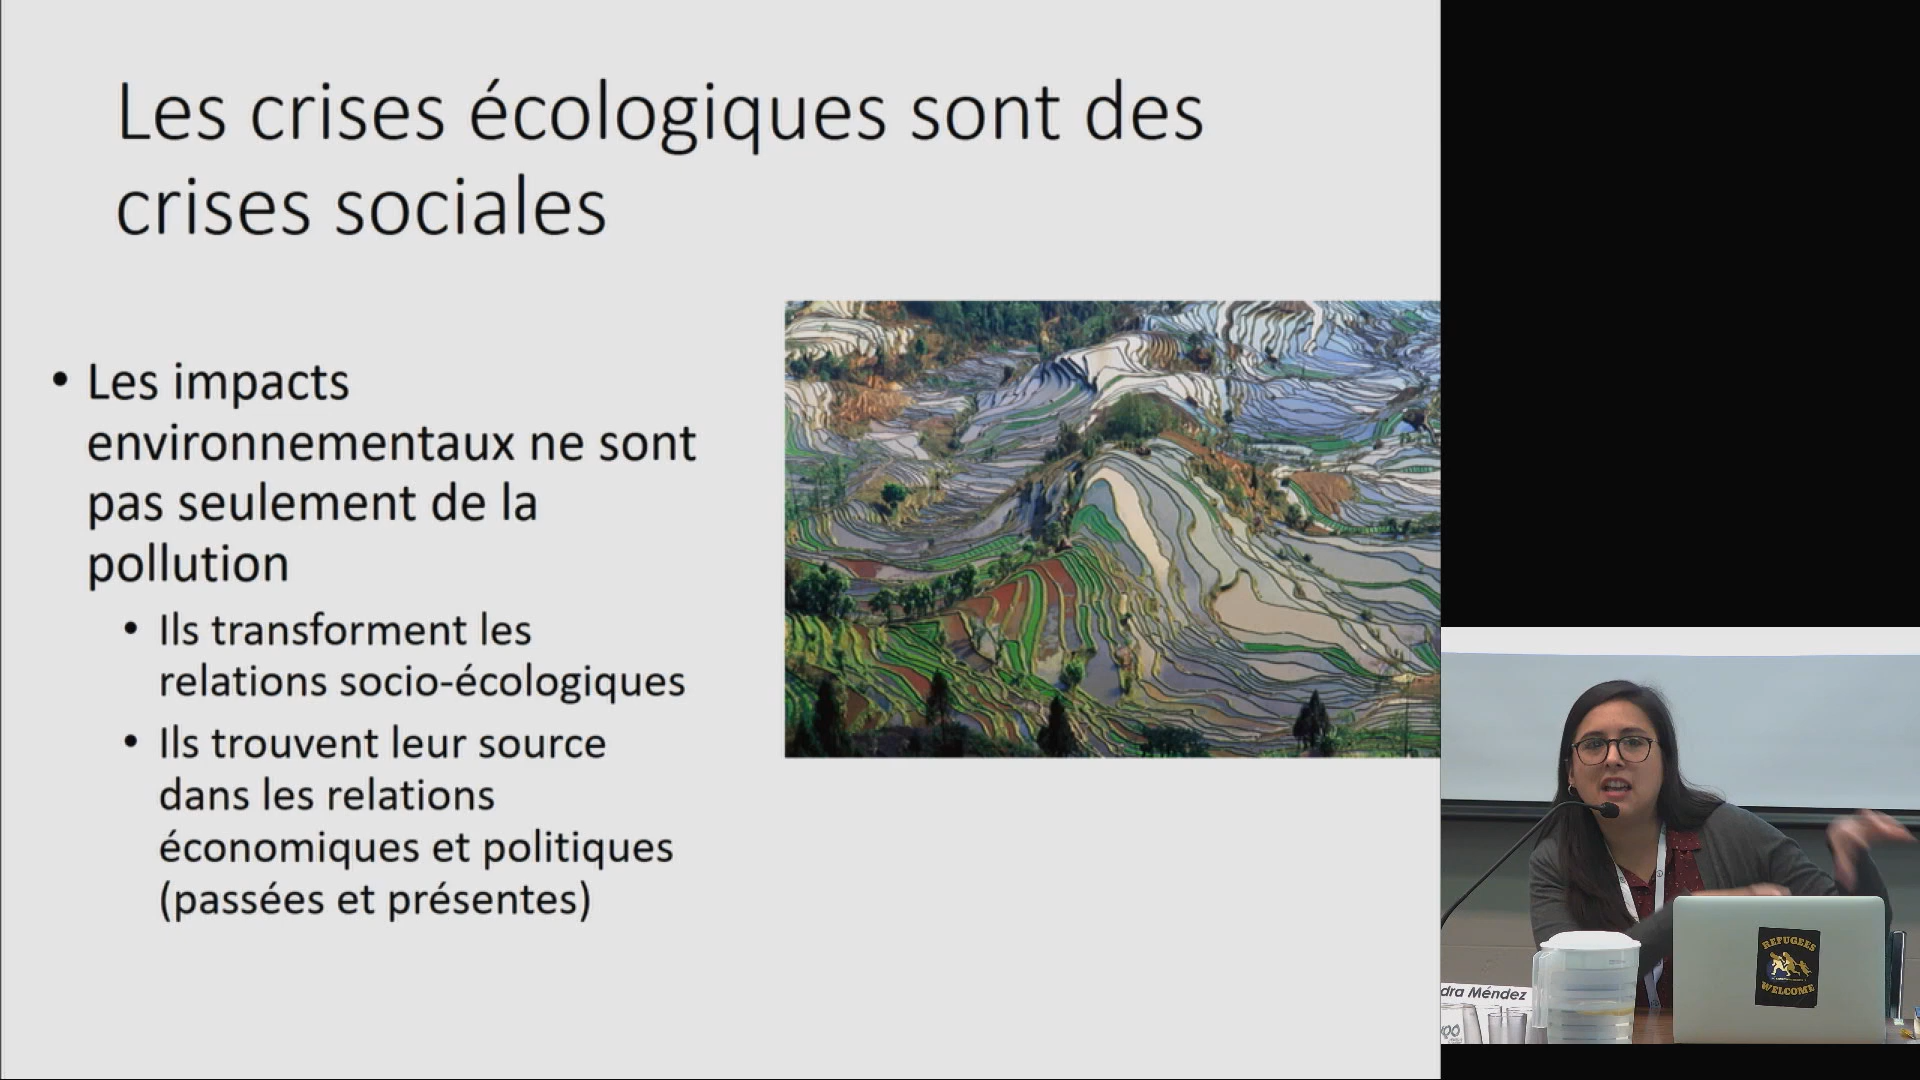 Les crises écologiques sont des
crises sociales
• Les impacts
environnementaux ne sont
pas seulement de la
pollution
• Ils transforment les
relations socio-écologiques
• Ils trouvent leur source
dans les relations
économiques et politiques
(passées et présentes)
REFUGEES
WELCOME
dra Méndez